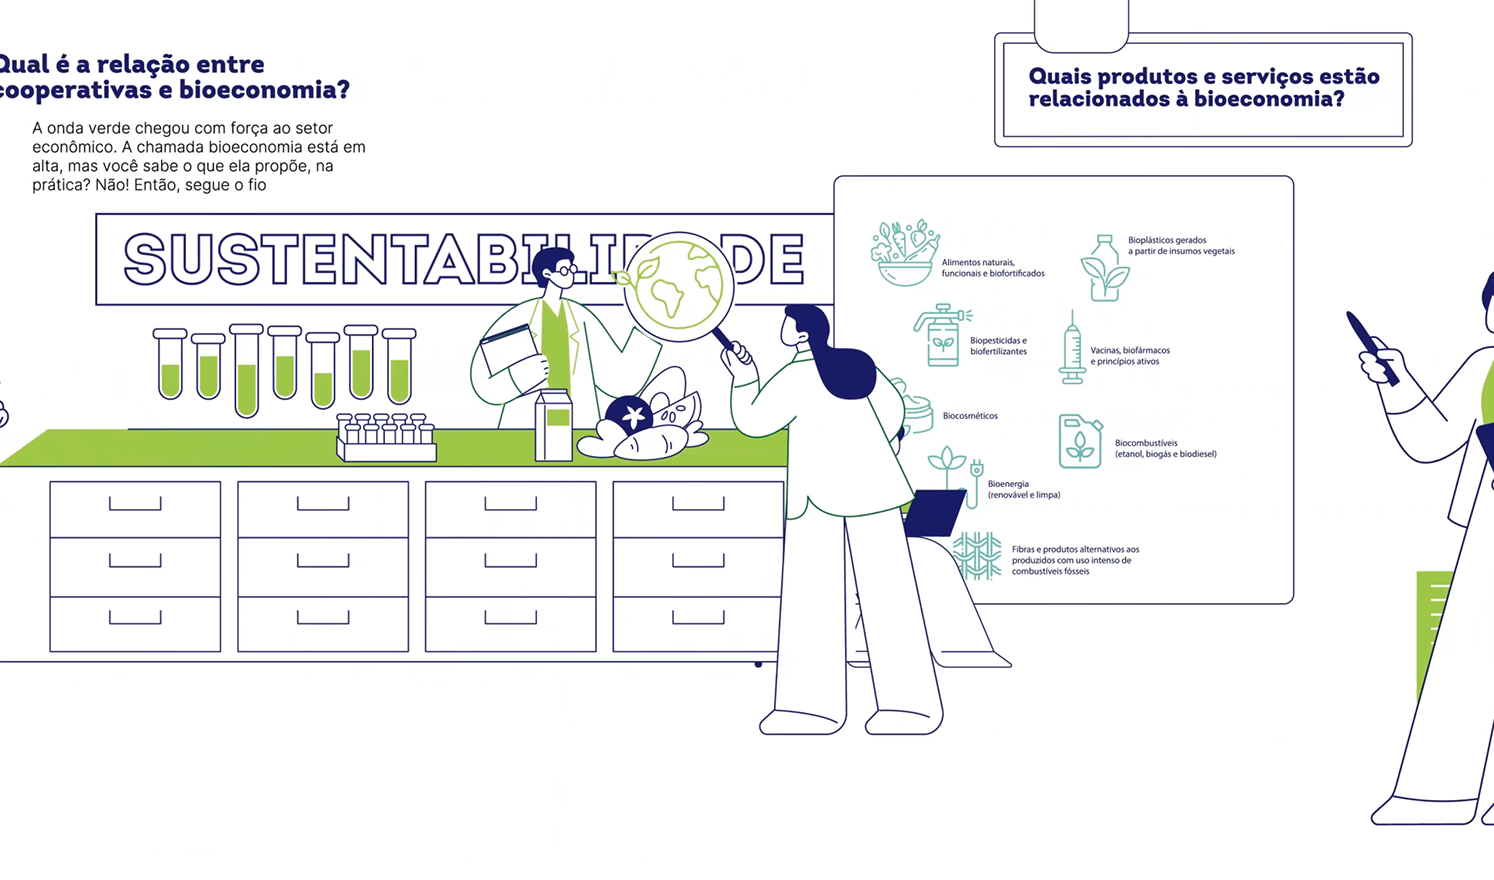 Qual é a relação entre
cooperativas e bioeconomia?
A onda verde chegou com força ao setor
econômico. A chamada bioeconomia está em
alta, mas você sabe o que ela propõe, na
prática? Não! Então, segue o fio
SUSTENTABILIDADE
Quais produtos e serviços estão
relacionados à bioeconomia?
Alimentos naturais,
funcionais e biofortificados
Bioplásticos gerados
a partir de insumos vegetais
Biopesticidas e
biofertilizantes
Vacinas, biofármacos
e princípios ativos
Biocosméticos
Biocombustíveis
(etanol, biogás e biodiesel)
Bioenergia
(renovável e limpa)
Fibras e produtos alternativos aos
produzidos com uso intenso de
combustíveis fósseis